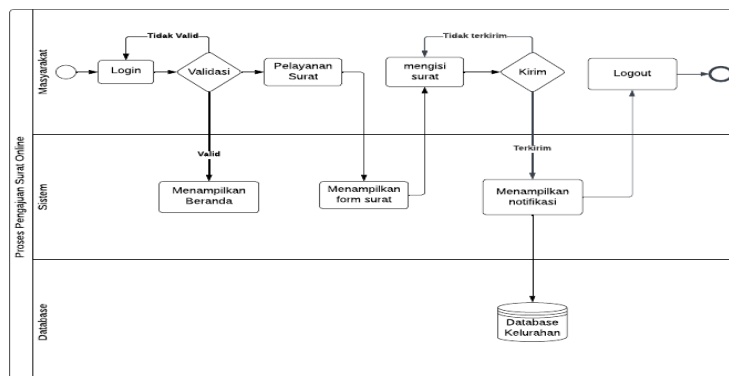 Proses Pengajuan Surat Online
Masyarakat
Tidak Valid
Login
Validasi
Pelayanan
Surat
Tidak terkirim
mengisi
surat
Kirim
Logout
Sistem
Valid
Menampilkan
Beranda
Menampilkan
form surat
Terkirim
Menampilkan
notifikasi
Database
Database
Kelurahan